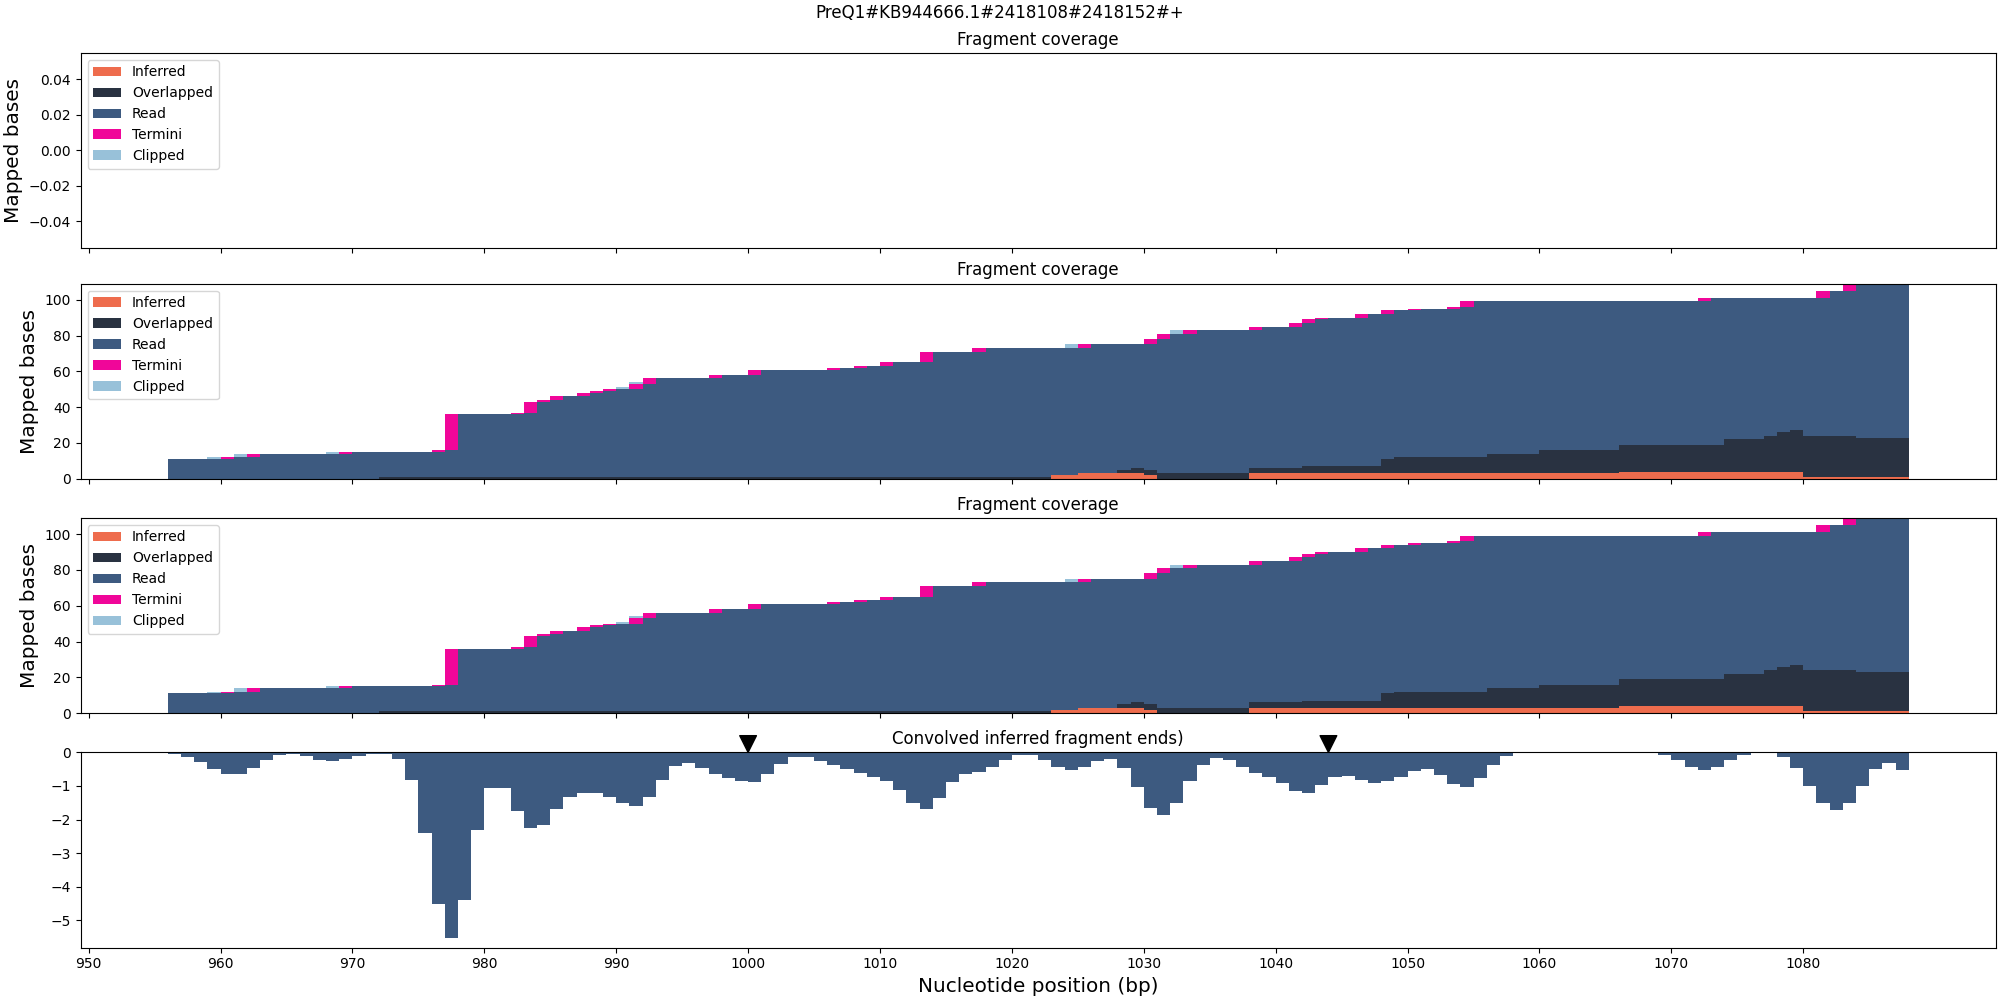 PreQ1#KB944666.1#2418108#2418152#+
Fragment coverage
Mapped bases
0.04
0.02
0.00
−0.02
−0.04
Inferred
Overlapped
Read
Termini
Clipped
Fragment coverage
Mapped bases
100
80
60
40
20
0
Inferred
Overlapped
Read
Termini
Clipped
Fragment coverage
Mapped bases
100
80
60
40
20
0
Inferred
Overlapped
Read
Termini
Clipped
Convolved inferred fragment ends)
0
−1
−2
−3
−4
−5
950 960 970 980 990 1000 1010 1020 1030 1040 1050 1060 1070 1080
Nucleotide position (bp)